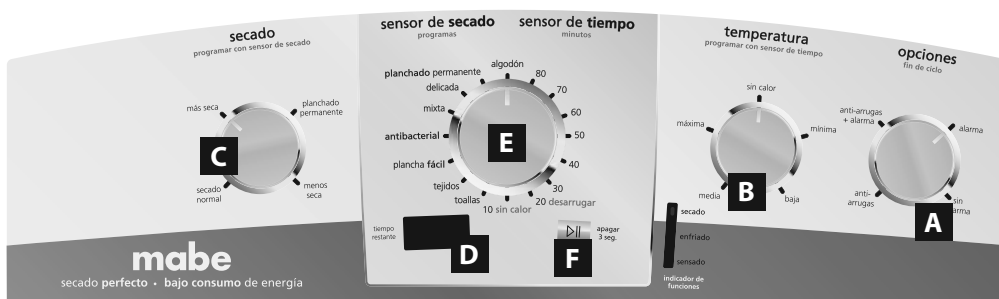 secado
programar con sensor de secado
más seca
planchado
permanente
C
secado
normal
menos
seca
mabe
secado perfecto • bajo consumo de energía
sensor de secado
programas
sensor de tiempo
minutos
planchado permanente
algodón
80
delicada
70
mixta
60
antibacterial
E
50
plancha fácil
40
tejidos
30
toallas
10 sin calor
20 desarrugar
tiempo
restante
D
F
apagar
3 seg.
temperatura
programar con sensor de tiempo
sin calor
máxima
mínima
B
media
baja
secado
enfriado
sensado
indicador de
funciones
opciones
fin de ciclo
anti-arrugas
+ alarma
alarma
anti-
arrugas
sin
A